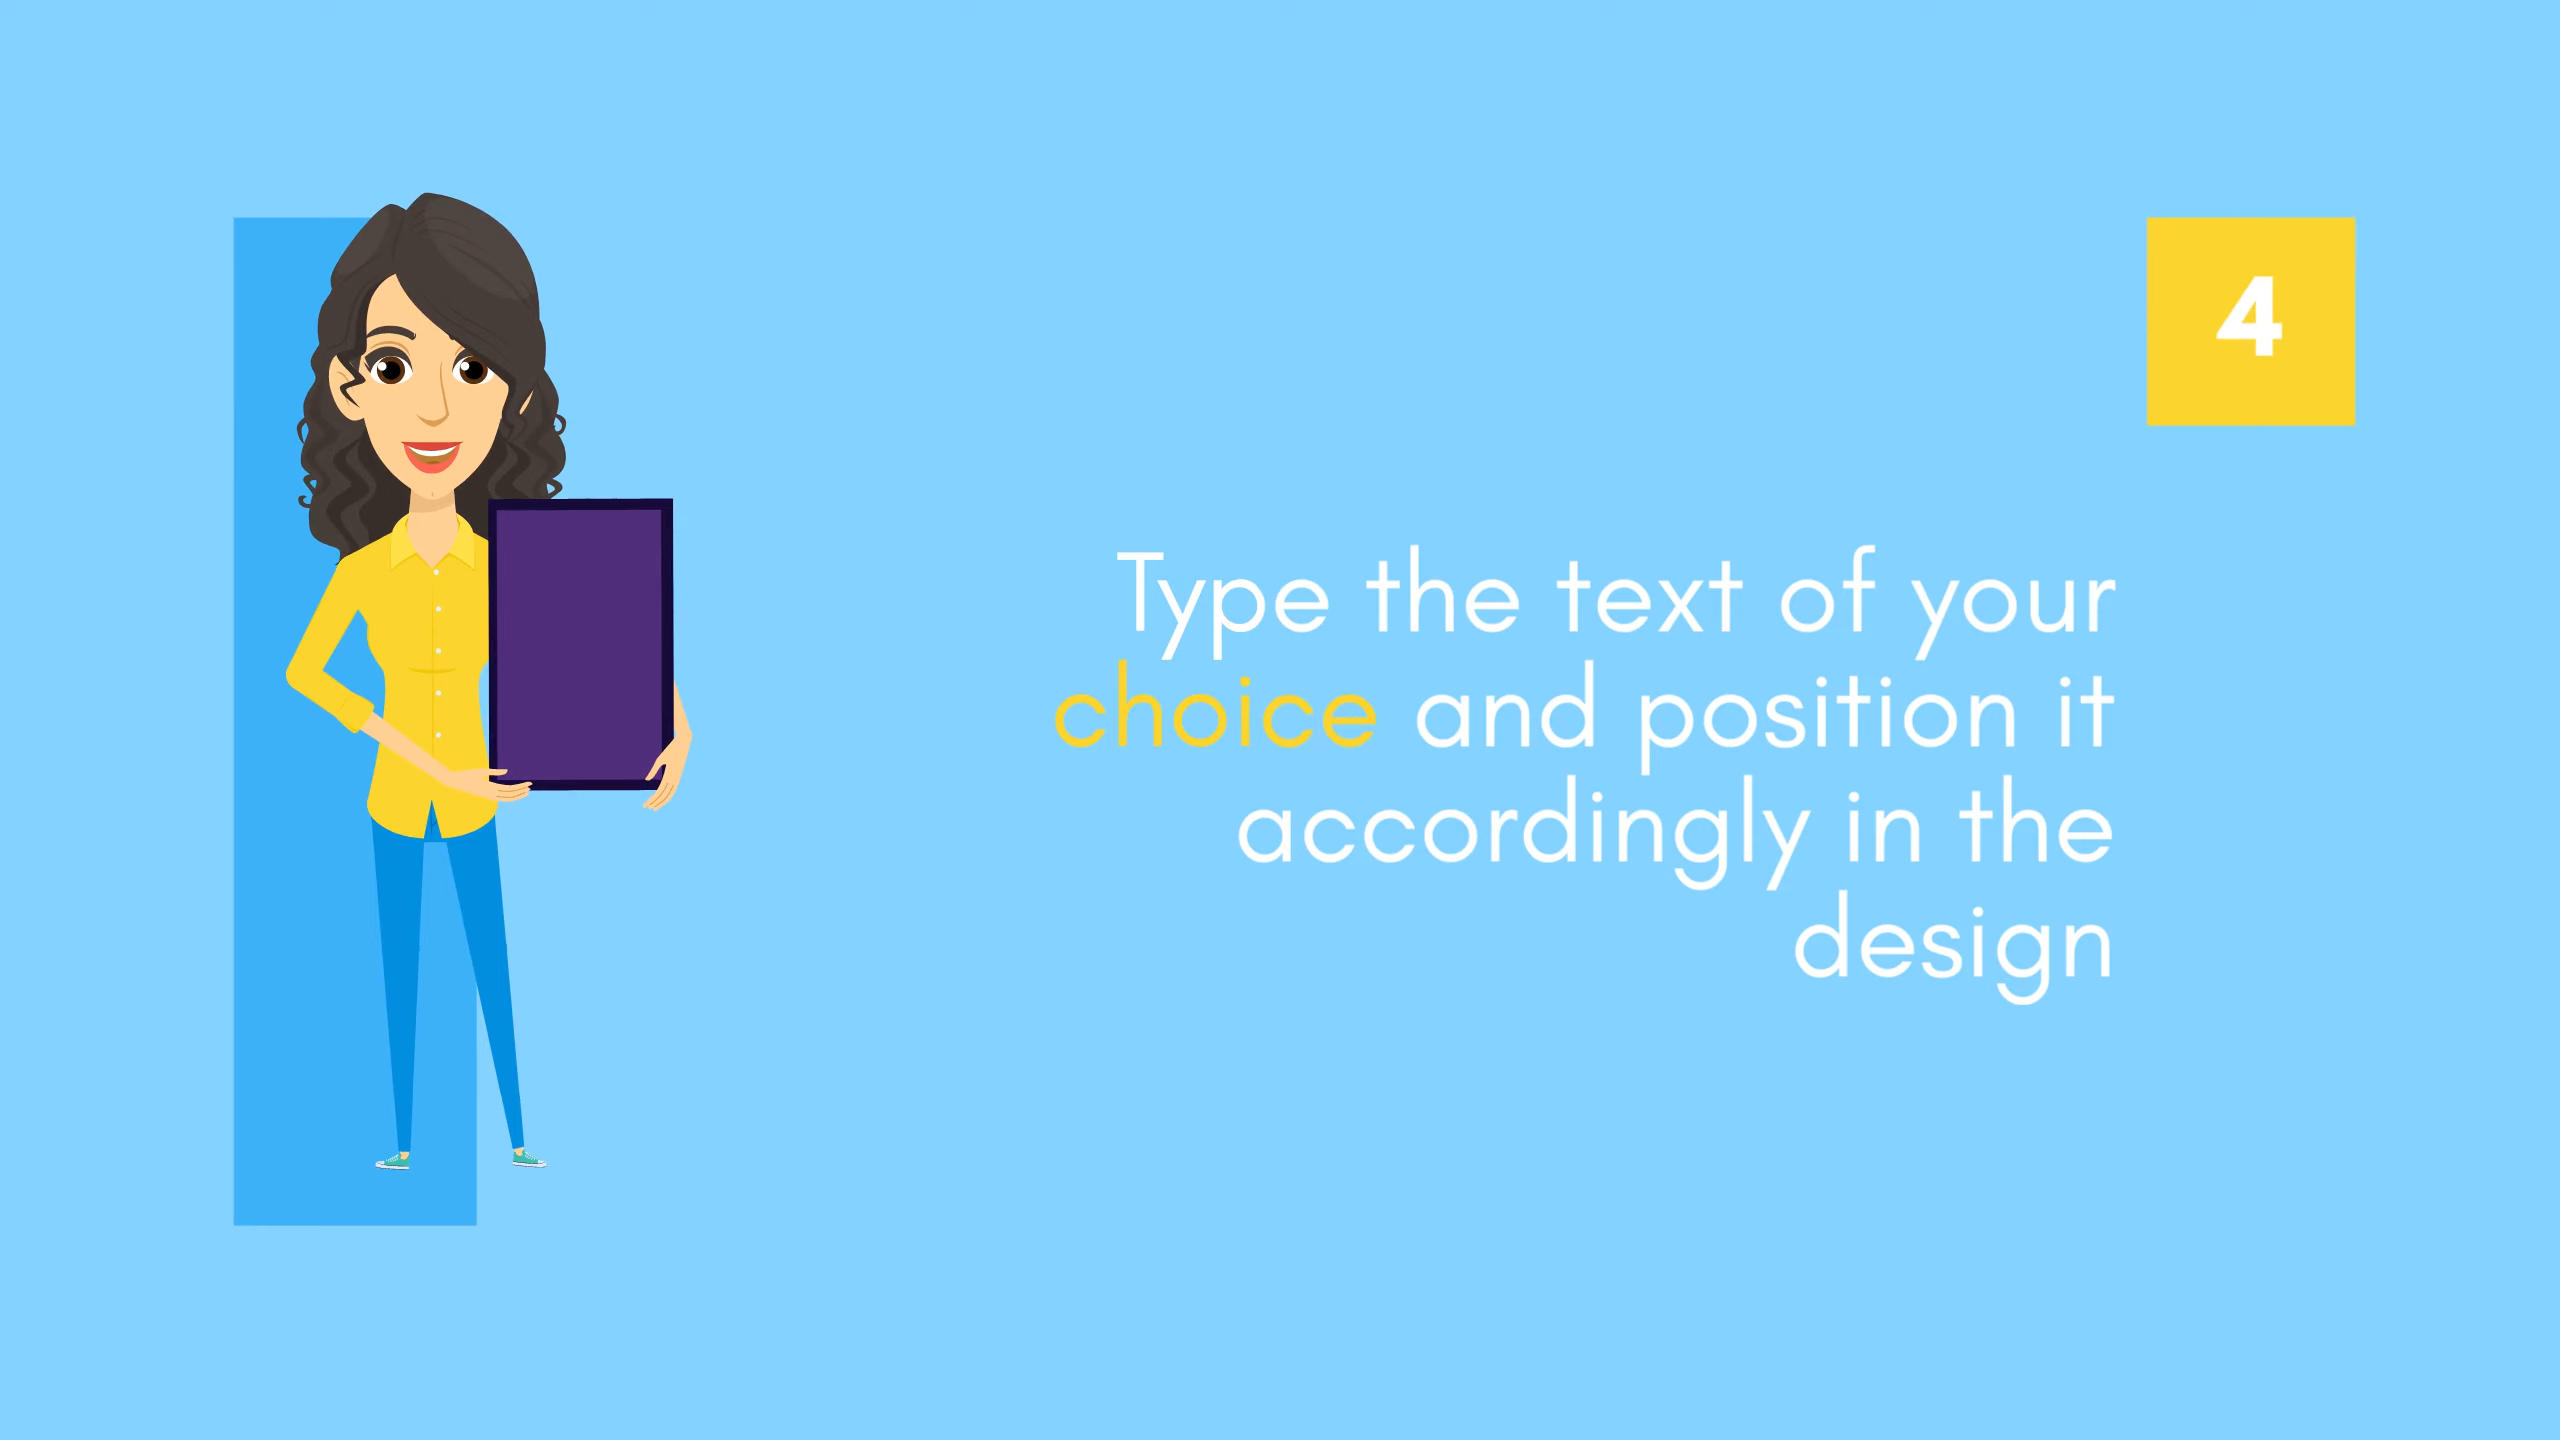 4
Type the text of your
choice and position it
accordingly in the
design